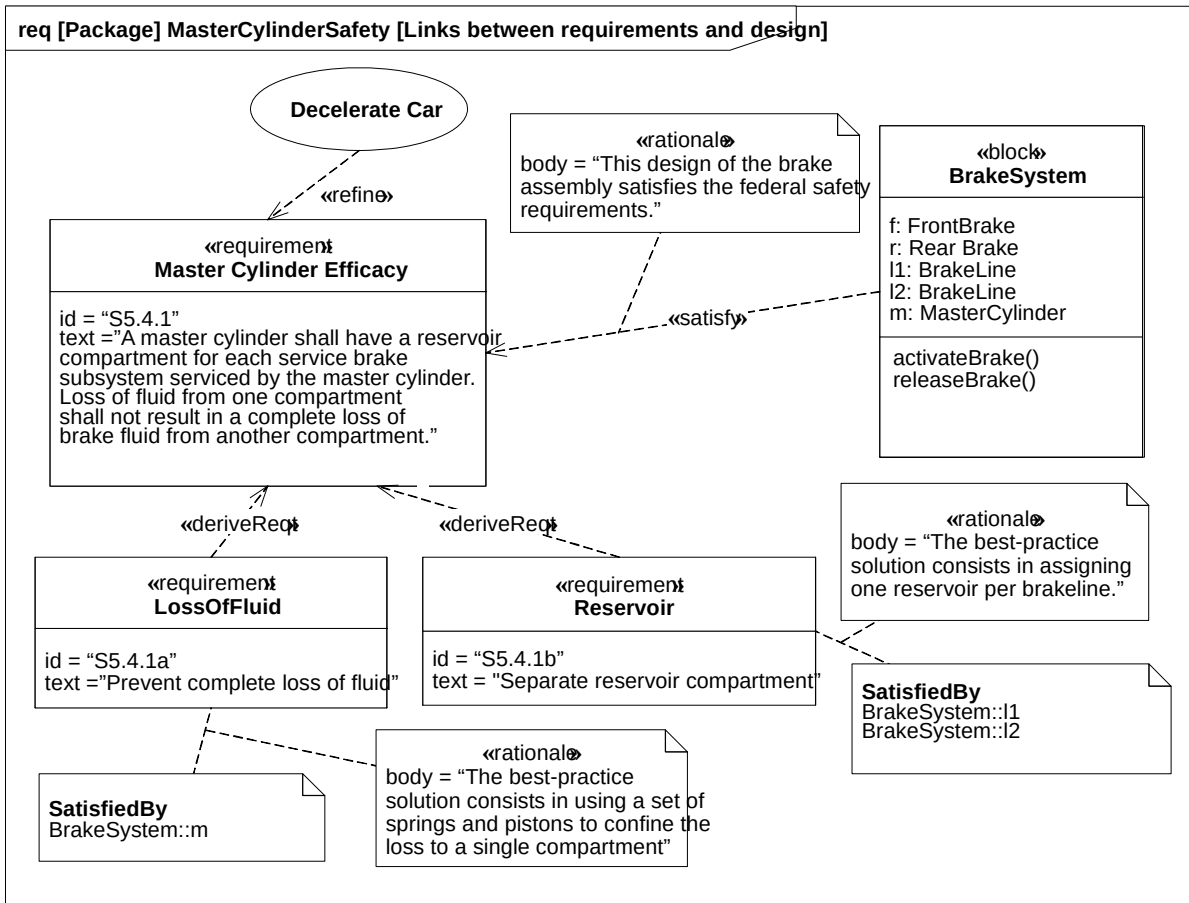 req [Package] MasterCylinderSafety [Links between requirements and design]
Decelerate Car
«refine»
«rationale»
body = “This design of the brake
assembly satisfies the federal safety
requirements.”
«block»
BrakeSystem
f: FrontBrake
r: Rear Brake
l1: BrakeLine
l2: BrakeLine
m: MasterCylinder
activateBrake()
releaseBrake()
«requirement»
Master Cylinder Efficacy
id = “S5.4.1”
text =”A master cylinder shall have a reservoir
compartment for each service brake
subsystem serviced by the master cylinder.
Loss of fluid from one compartment
shall not result in a complete loss of
brake fluid from another compartment.”
«satisfy»
«deriveReqt»
«deriveReqt»
«rationale»
body = “The best-practice
solution consists in assigning
one reservoir per brakeline.”
«requirement»
LossOfFluid
id = “S5.4.1a”
text =”Prevent complete loss of fluid”
«requirement»
Reservoir
id = “S5.4.1b”
text = "Separate reservoir compartment”
SatisfiedBy
BrakeSystem::l1
BrakeSystem::l2
«rationale»
body = “The best-practice
solution consists in using a set of
springs and pistons to confine the
loss to a single compartment”
SatisfiedBy
BrakeSystem::m